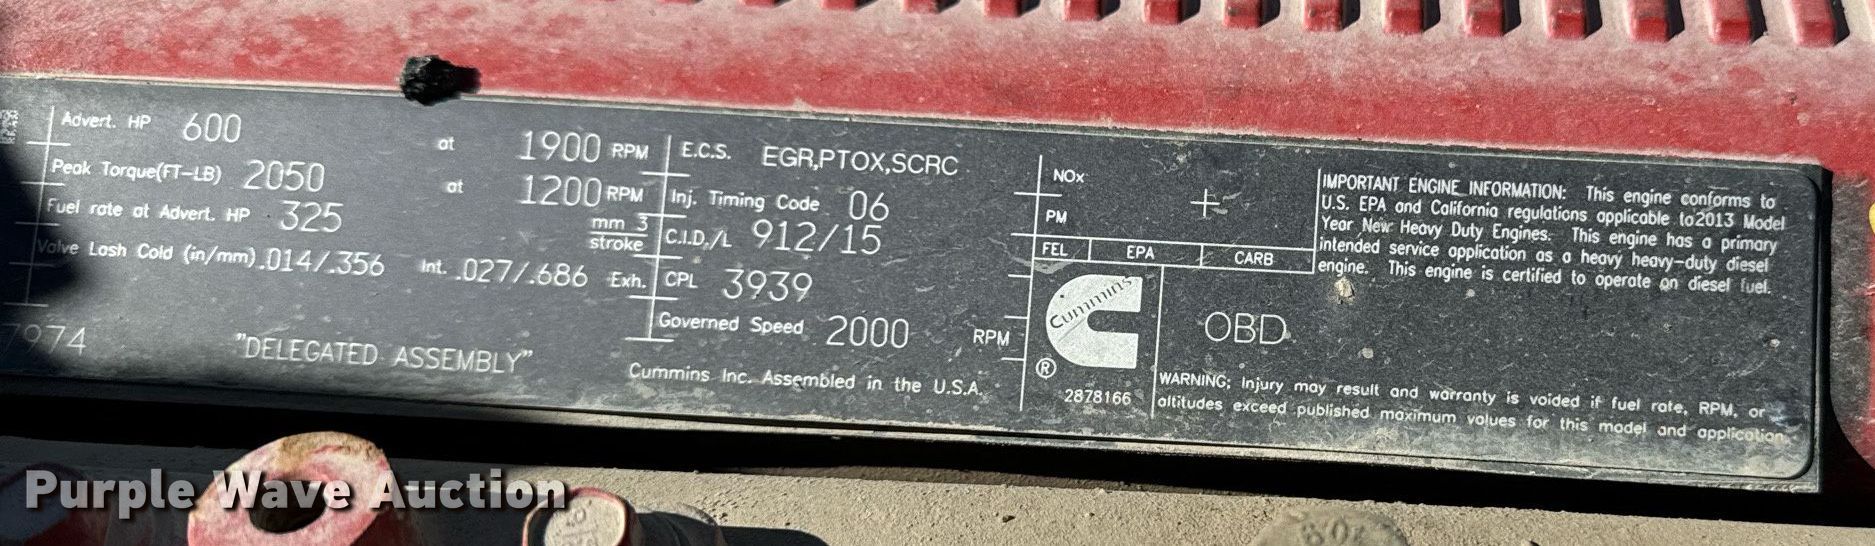 Advert. HP 600 at 1900 RPM
Peak Torque(FT-LB) 2050 at 1200 RPM
Fuel rate at Advert. HP 325 mm 3 stroke
Valve Lash Cold (in/mm) .014/.356 Int. .027/.686 Exh.
7974
"DELEGATED ASSEMBLY"
E.C.S. EGR,PTOX,SCRC
Inj. Timing Code 06
C.I.D./L 912/15
CPL 3939
Governed Speed 2000 RPM
Cummins Inc. Assembled in the U.S.A.
NOx
PM
+
FEL EPA CARB
Cummins
®
2878166
OBD
IMPORTANT ENGINE INFORMATION: This engine conforms to
U.S. EPA and California regulations applicable to2013 Model
Year New Heavy Duty Engines. This engine has a primary
intended service application as a heavy heavy-duty diesel
engine. This engine is certified to operate on diesel fuel.
WARNING: Injury may result and warranty is voided if fuel rate, RPM, or
altitudes exceed published maximum values for this model and application.
Purple Wave Auction